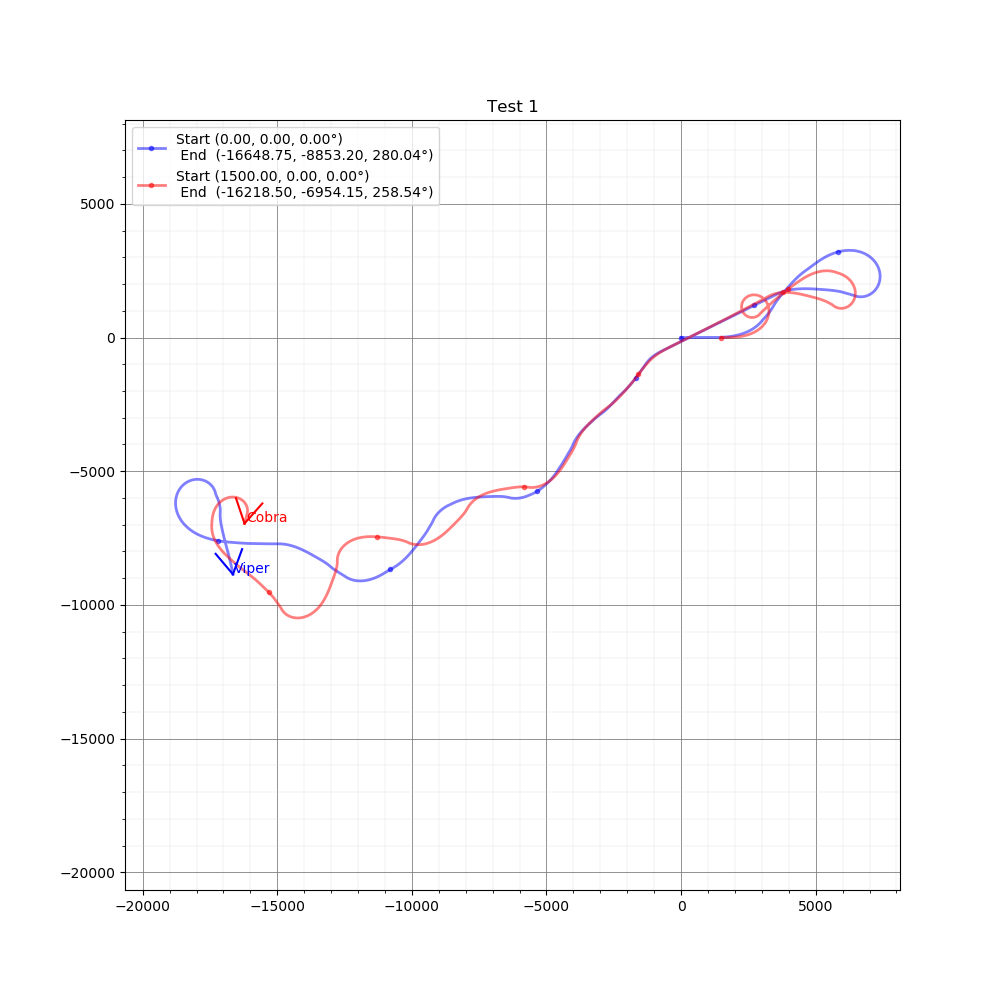 Test 1
Start (0.00, 0.00, 0.00°)
End (-16648.75, -8853.20, 280.04°)
Start (1500.00, 0.00, 0.00°)
End (-16218.50, -6954.15, 258.54°)
5000
0
−5000
−10000
−15000
−20000
Cobra
Viper
−20000 −15000 −10000 −5000 0 5000